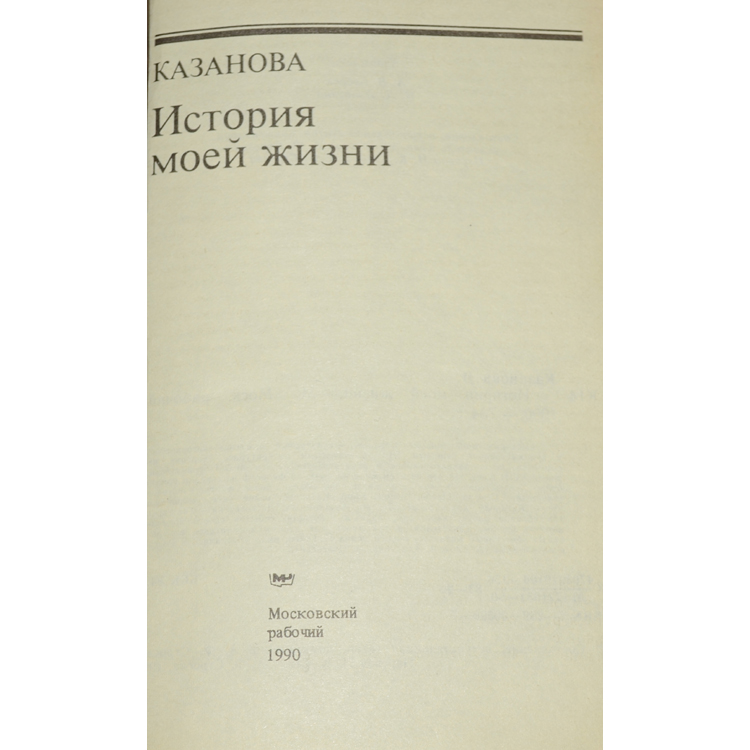 КАЗАНОВА
История
моей жизни
Московский
рабочий
1990